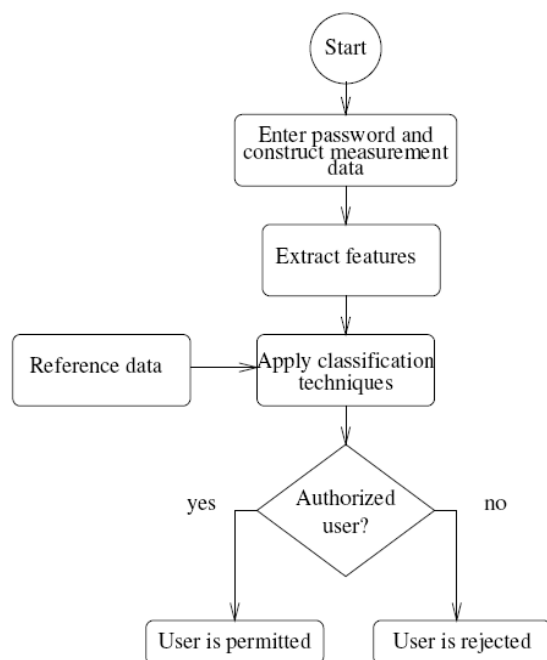 Start
Enter password and
construct measurement
data
Extract features
Reference data
Apply classification
techniques
yes
Authorized
user?
no
User is permitted
User is rejected